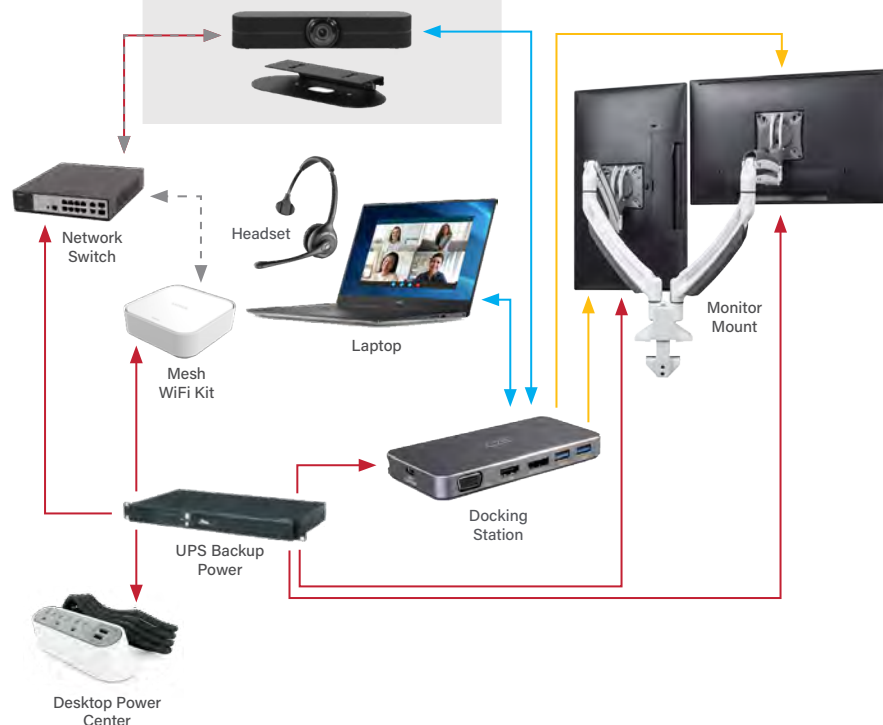 Network
Switch
Headset
Laptop
Monitor
Mount
Mesh
WiFi Kit
Docking
Station
UPS Backup
Power
Desktop Power
Center